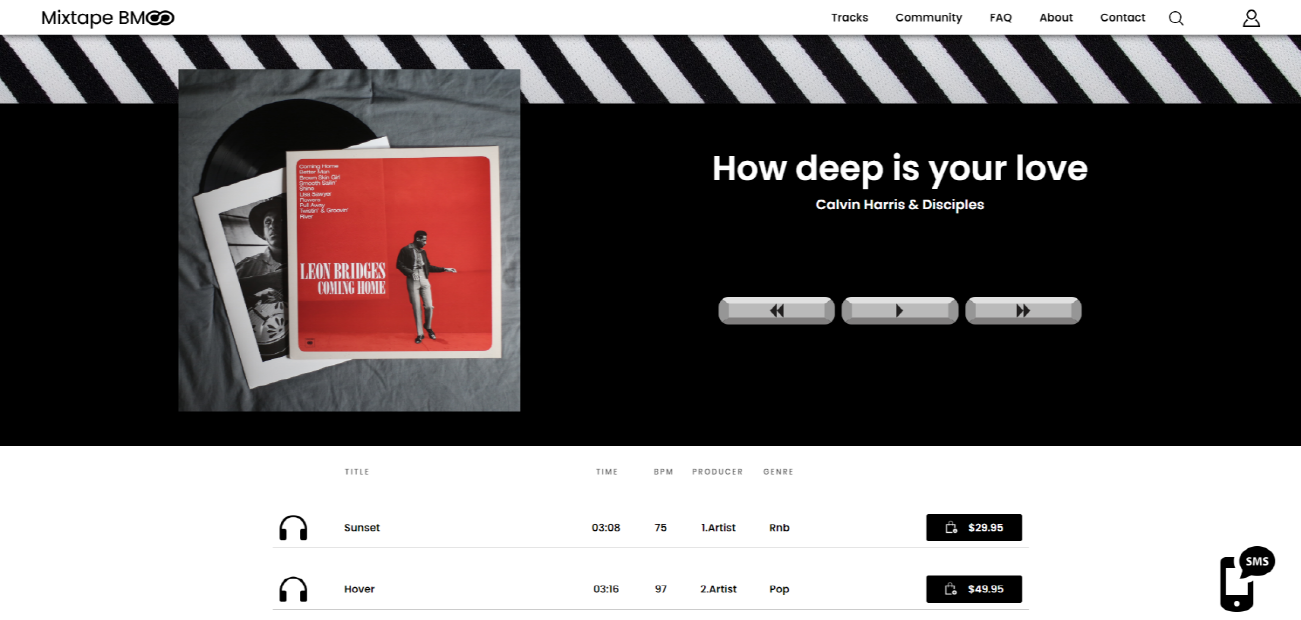 Mixtape BM
Tracks
Community
FAQ
About
Contact
Coming Home
Better Man
Brown Skin Girl
Smooth Sailin'
Shine
Lisa Sawyer
Flowers
Pull Away
Twistin' & Groovin'
River
LEON BRIDGES
COMING HOME
How deep is your love
Calvin Harris & Disciples
TITLE TIME BPM PRODUCER GENRE
Sunset 03:08 75 1.Artist Rnb $29.95
Hover 03:16 97 2.Artist Pop $49.95
SMS